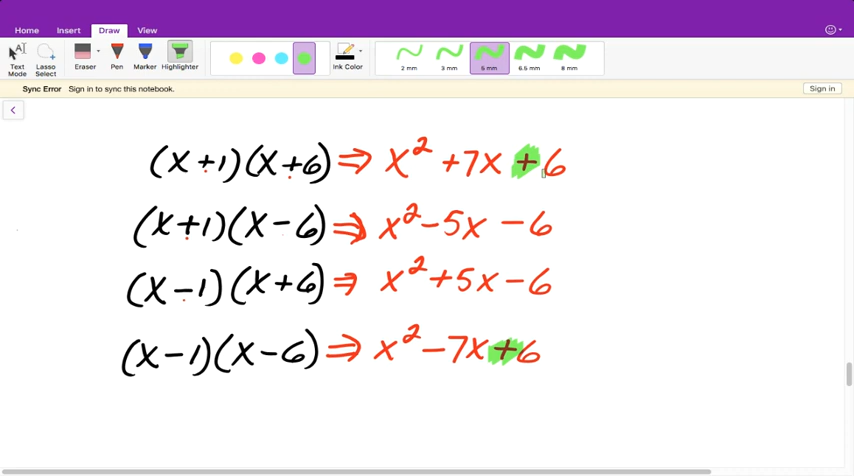 Home Insert Draw View
Text Mode Lasso Select Eraser Pen Marker Highlighter Ink Color 2 mm 3 mm 5 mm 6.5 mm 8 mm
Sync Error Sign in to sync this notebook. Sign in
(x+1)(x+6) ⇒ x² +7x +6
(x+1)(x-6) ⇒ x² -5x -6
(x-1)(x+6) ⇒ x² +5x -6
(x-1)(x-6) ⇒ x² -7x +6